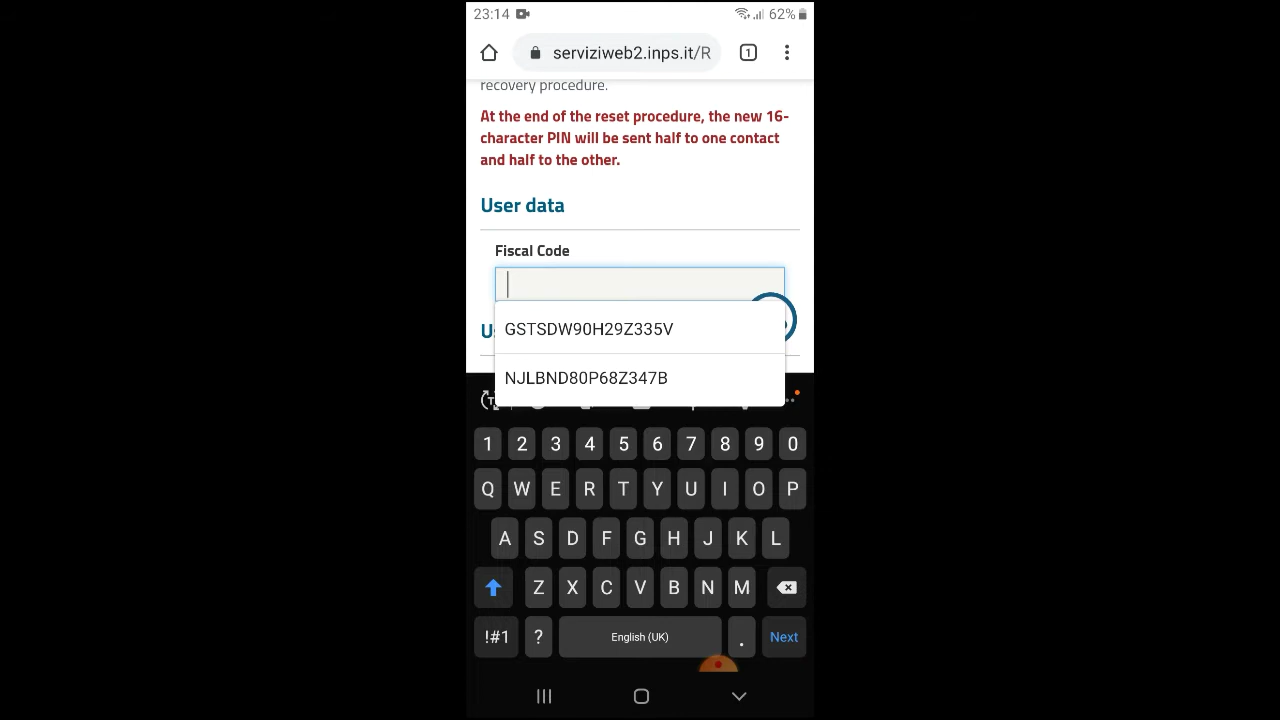 23:14 62%
serviziweb2.inps.it/R 1
recovery procedure.
At the end of the reset procedure, the new 16-
character PIN will be sent half to one contact
and half to the other.
User data
Fiscal Code
GSTSDW90H29Z335V
U
NJLBND80P68Z347B
1 2 3 4 5 6 7 8 9 0
Q W E R T Y U I O P
A S D F G H J K L
Z X C V B N M
!#1 ? English (UK) . Next